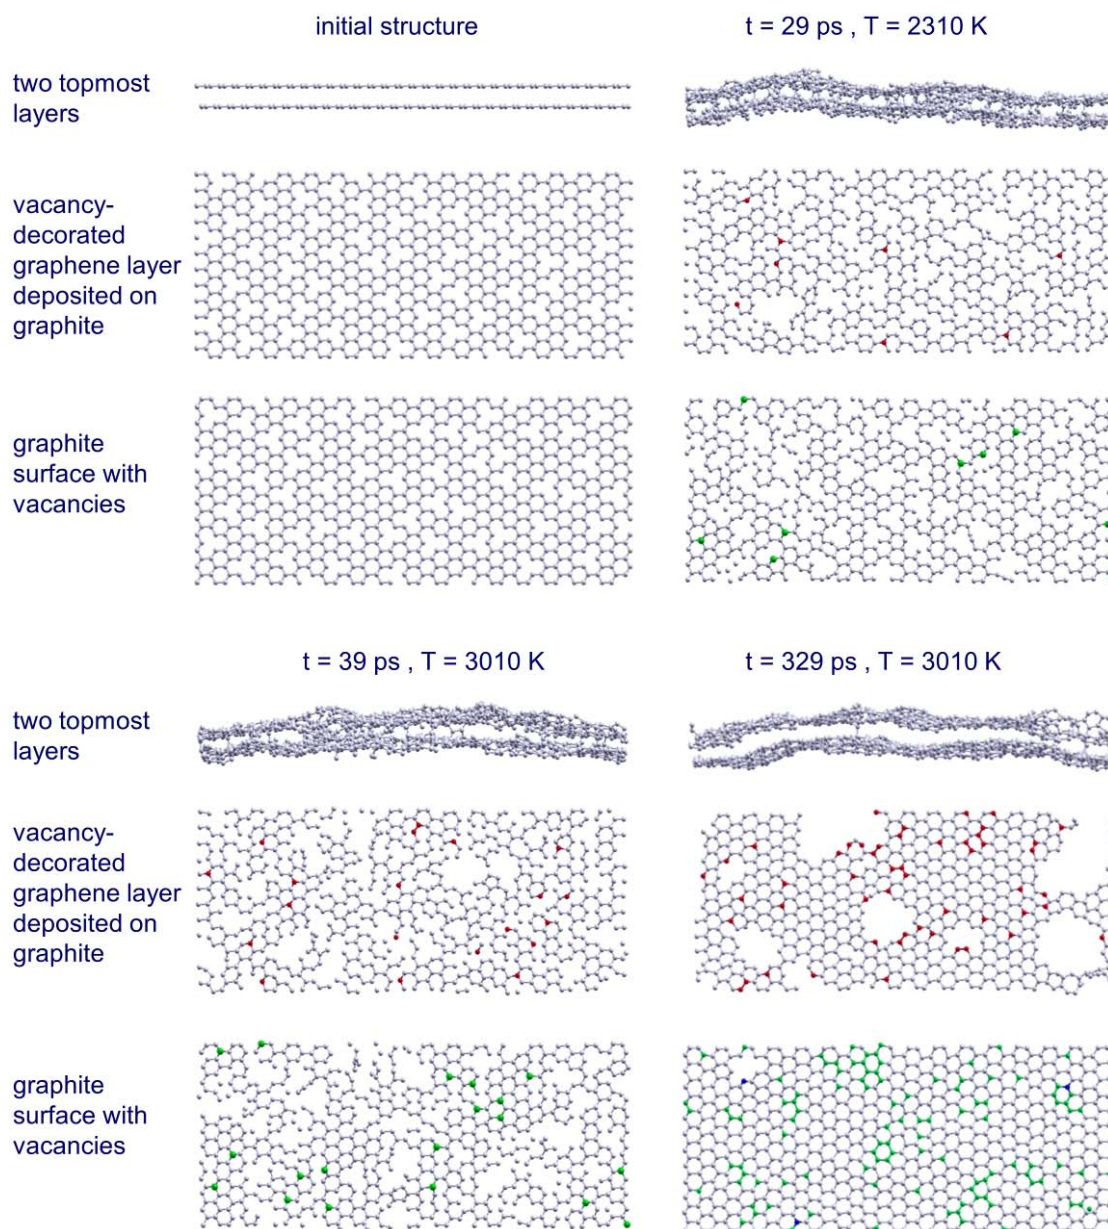 initial structure
t = 29 ps , T = 2310 K
two topmost
layers
vacancy-
decorated
graphene layer
deposited on
graphite
graphite
surface with
vacancies
t = 39 ps , T = 3010 K
t = 329 ps , T = 3010 K
two topmost
layers
vacancy-
decorated
graphene layer
deposited on
graphite
graphite
surface with
vacancies